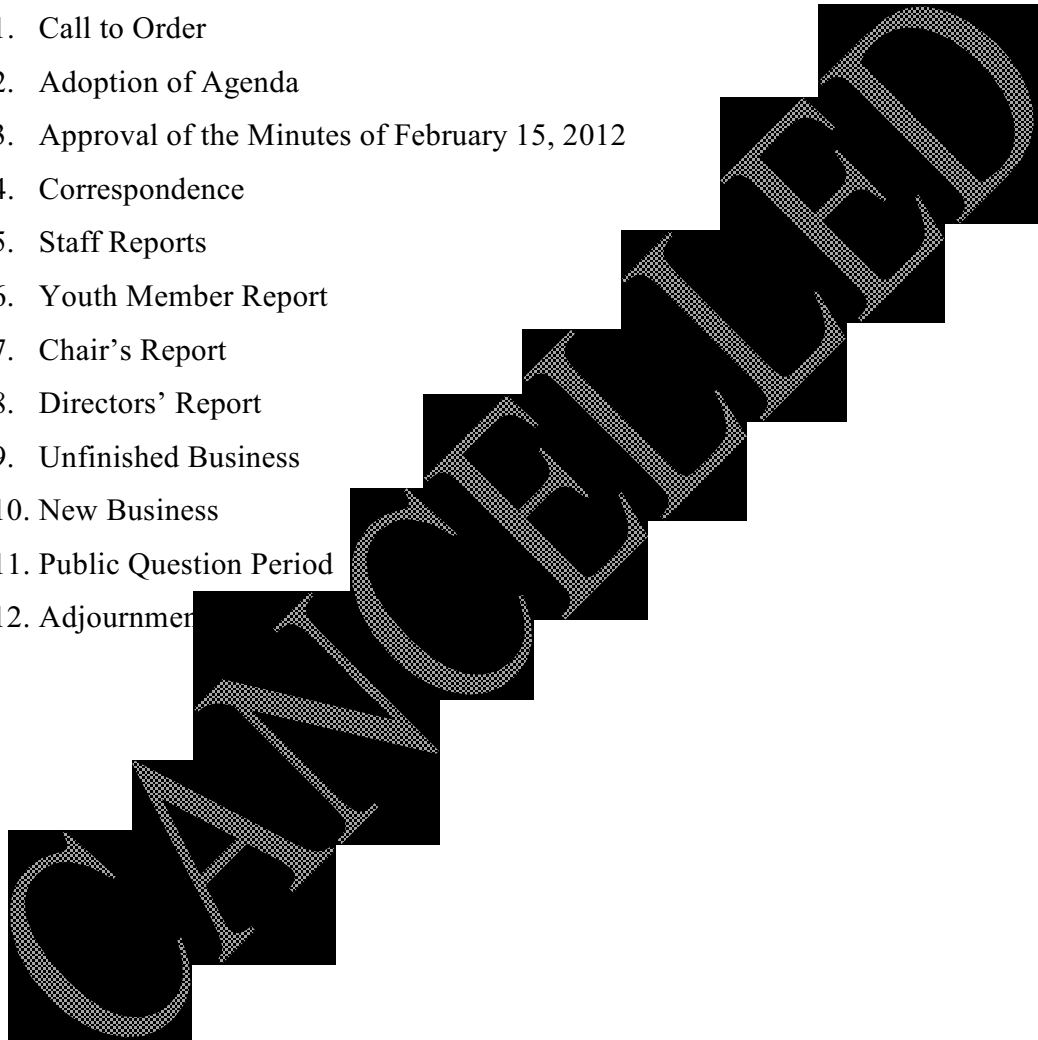 1. Call to Order
2. Adoption of Agenda
3. Approval of the Minutes of February 15, 2012
4. Correspondence
5. Staff Reports
6. Youth Member Report
7. Chair’s Report
8. Directors’ Report
9. Unfinished Business
10. New Business
11. Public Question Period
12. Adjournmen
CANCELLED